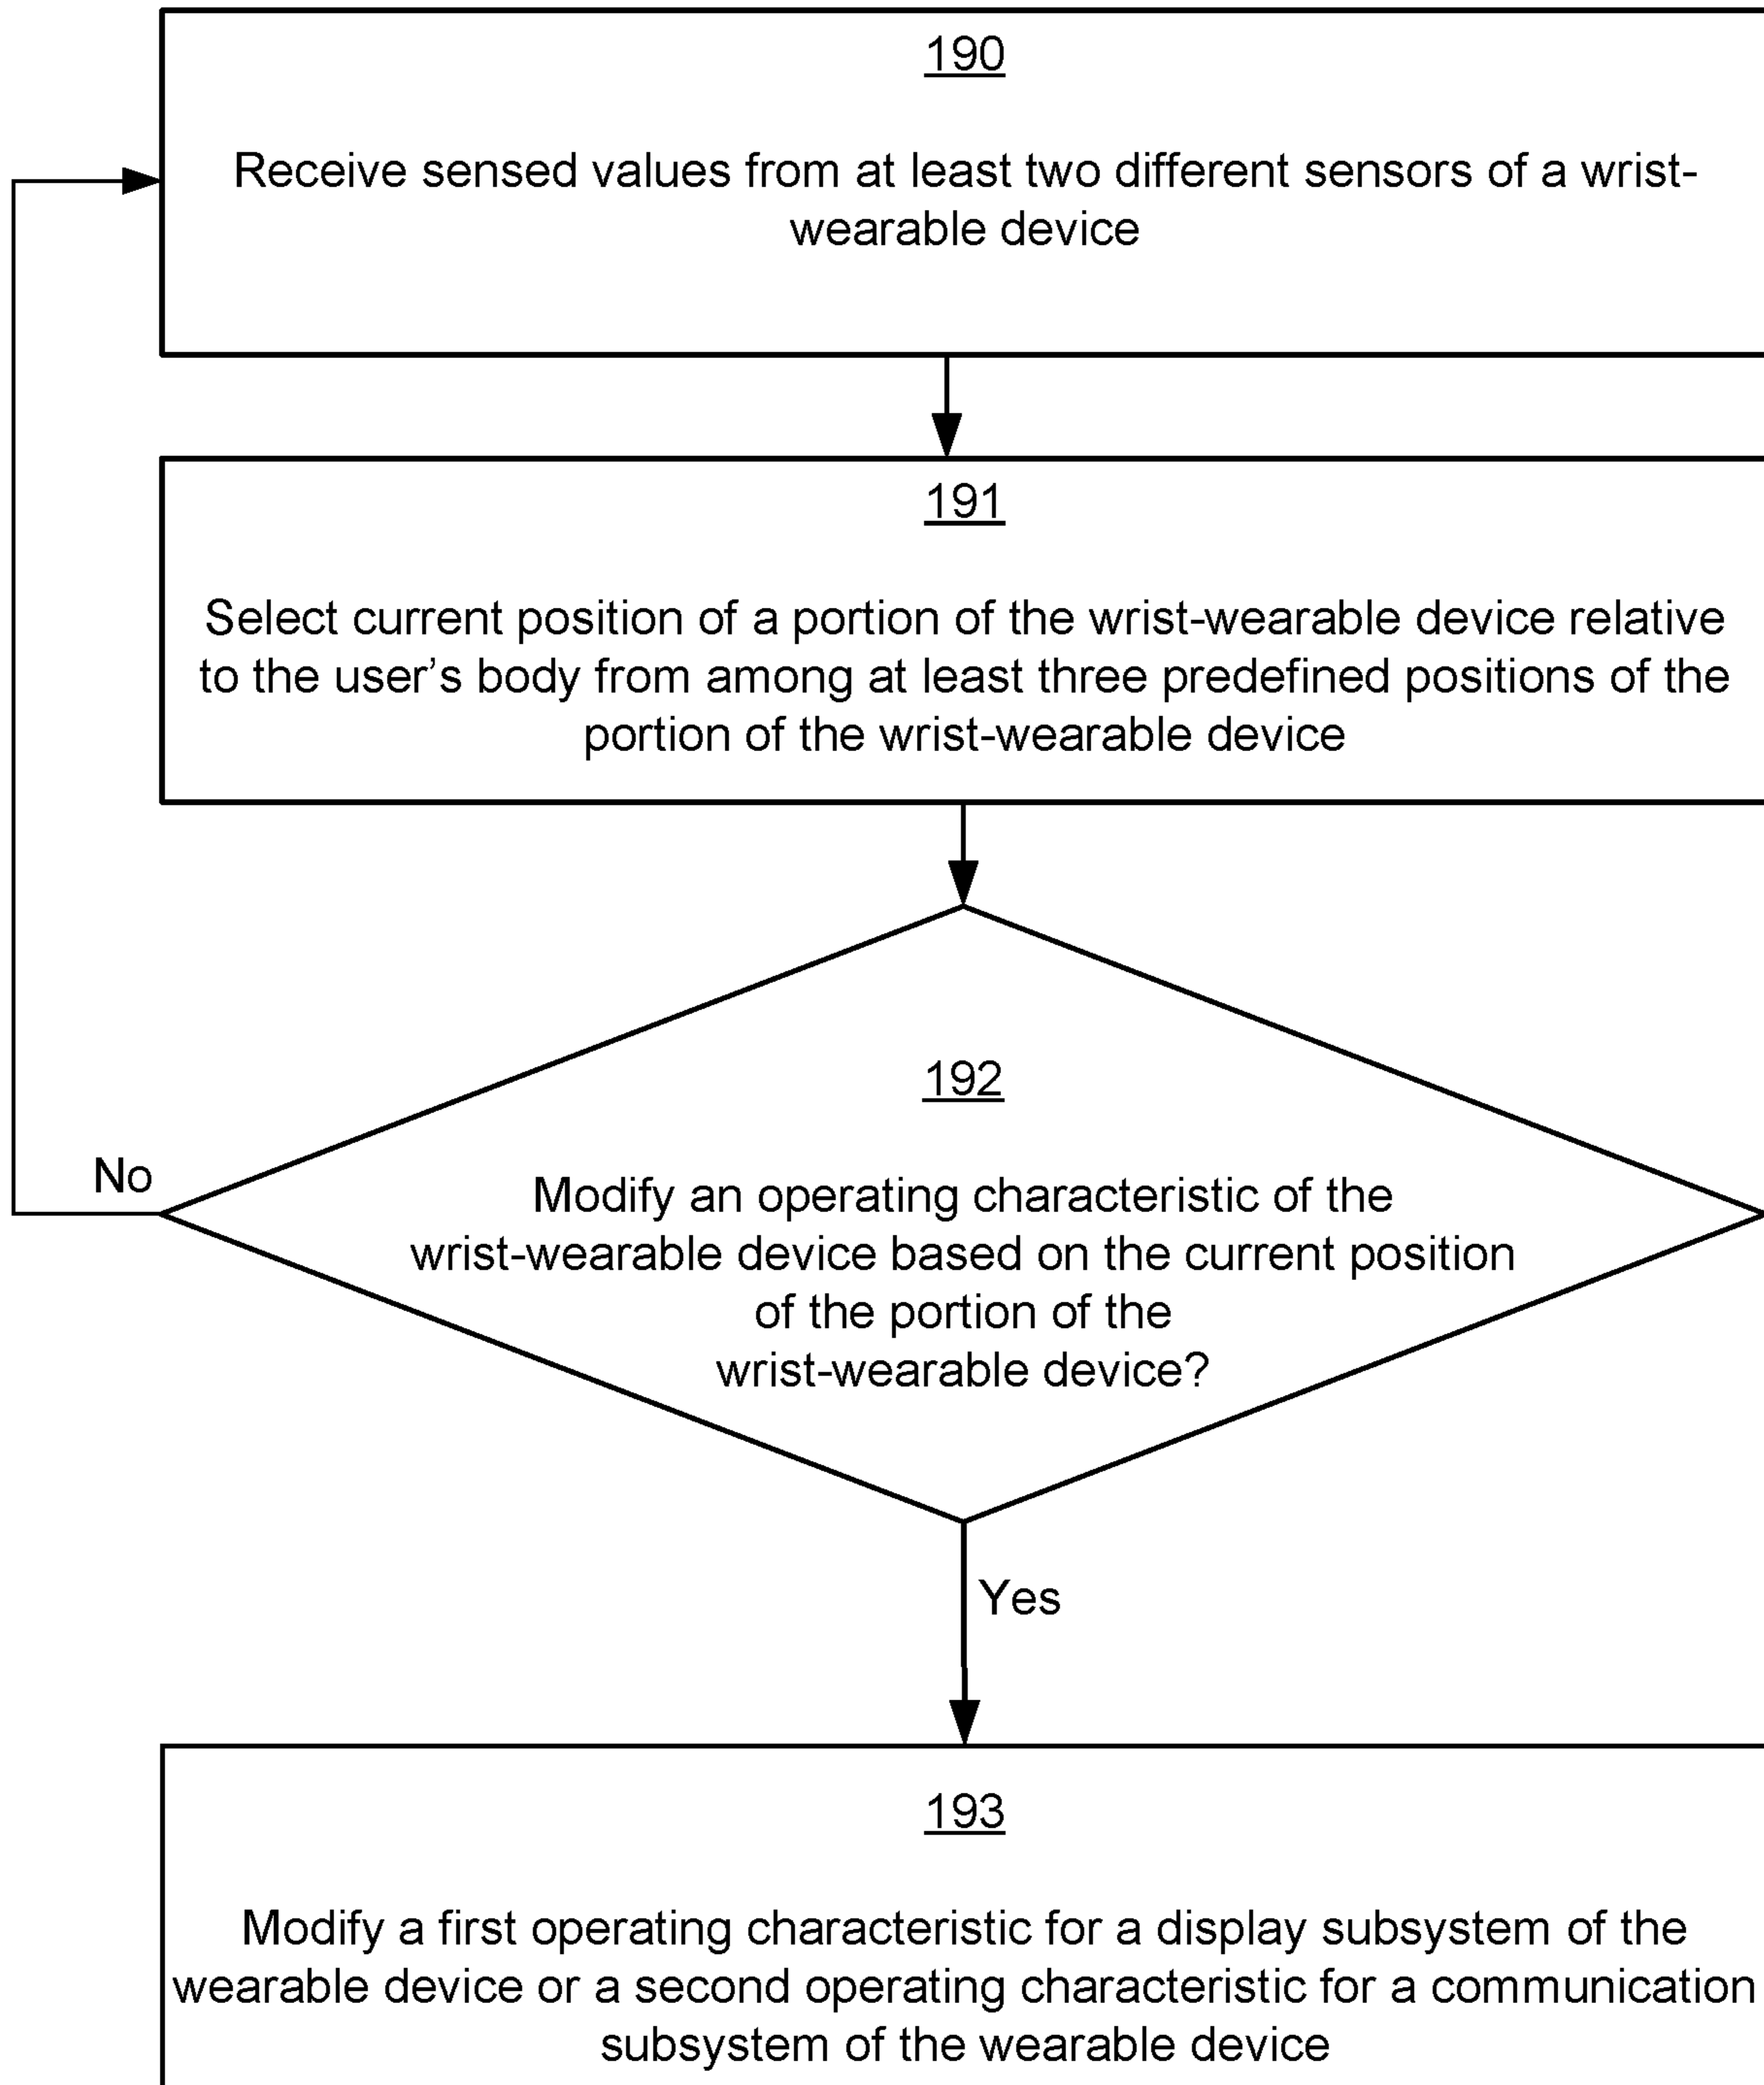 190
Receive sensed values from at least two different sensors of a wrist-
wearable device
191
Select current position of a portion of the wrist-wearable device relative
to the user's body from among at least three predefined positions of the
portion of the wrist-wearable device
192
Modify an operating characteristic of the
wrist-wearable device based on the current position
of the portion of the
wrist-wearable device?
No
Yes
193
Modify a first operating characteristic for a display subsystem of the
wearable device or a second operating characteristic for a communication
subsystem of the wearable device